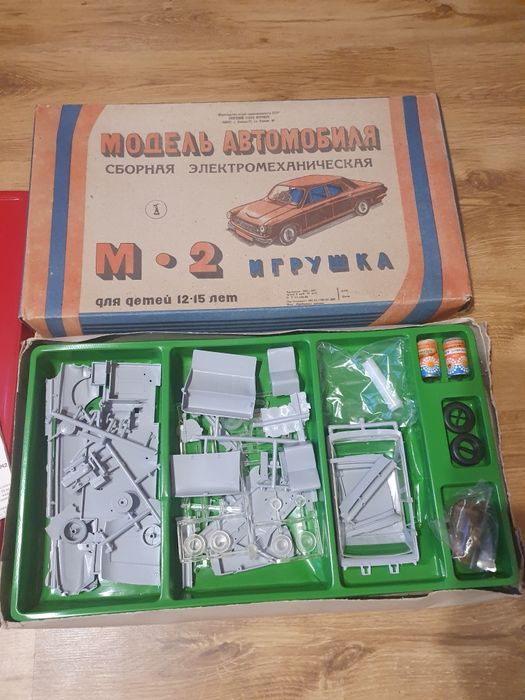 МОДЕЛЬ АВТОМОБИЛЯ
СБОРНАЯ ЭЛЕКТРОМЕХАНИЧЕСКАЯ
М•2
ИГРУШКА
для детей 12-15 лет